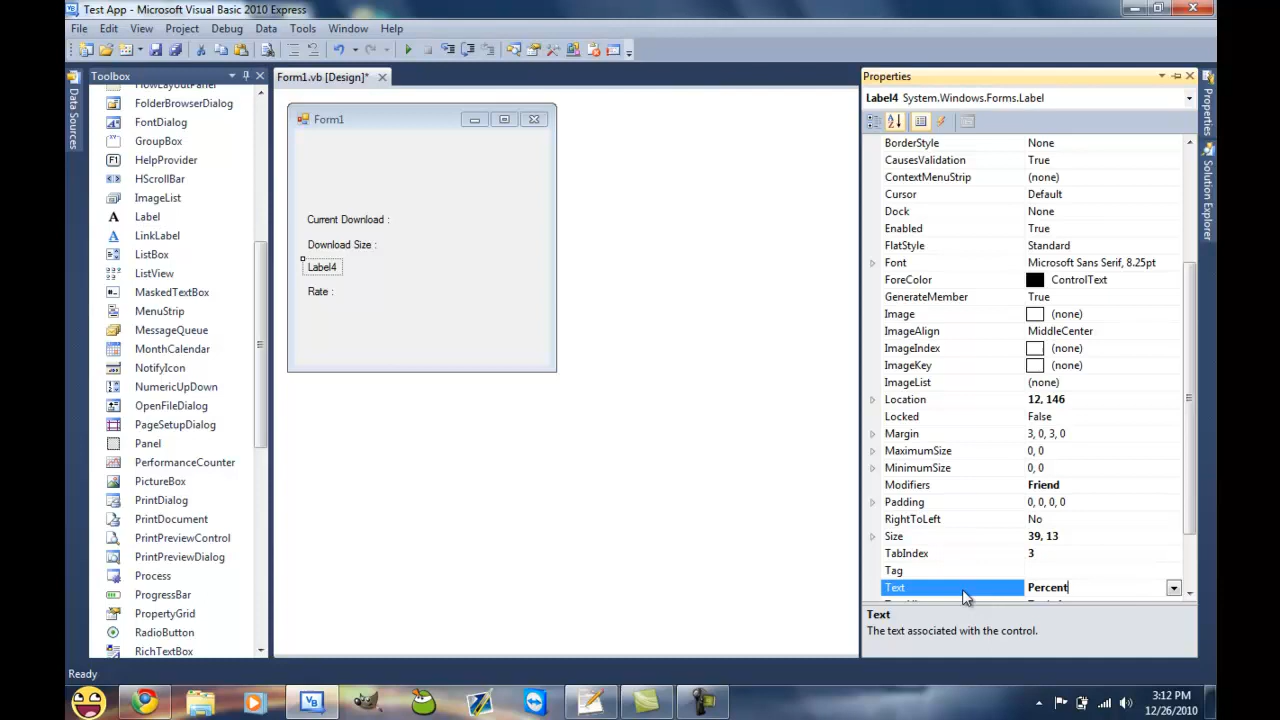 Test App - Microsoft Visual Basic 2010 Express
File Edit View Project Debug Data Tools Window Help
Toolbox
Form1.vb [Design]*
Properties
Data Sources
FlowLayoutPanel
FolderBrowserDialog
FontDialog
GroupBox
HelpProvider
HScrollBar
ImageList
Label
LinkLabel
ListBox
ListView
MaskedTextBox
MenuStrip
MessageQueue
MonthCalendar
NotifyIcon
NumericUpDown
OpenFileDialog
PageSetupDialog
Panel
PerformanceCounter
PictureBox
PrintDialog
PrintDocument
PrintPreviewControl
PrintPreviewDialog
Process
ProgressBar
PropertyGrid
RadioButton
RichTextBox
Form1
Current Download :
Download Size :
Label4
Rate :
Label4 System.Windows.Forms.Label
BorderStyle None
CausesValidation True
ContextMenuStrip (none)
Cursor Default
Dock None
Enabled True
FlatStyle Standard
Font Microsoft Sans Serif, 8.25pt
ForeColor ControlText
GenerateMember True
Image (none)
ImageAlign MiddleCenter
ImageIndex (none)
ImageKey (none)
ImageList (none)
Location 12, 146
Locked False
Margin 3, 0, 3, 0
MaximumSize 0, 0
MinimumSize 0, 0
Modifiers Friend
Padding 0, 0, 0, 0
RightToLeft No
Size 39, 13
TabIndex 3
Tag
Text Percent
Text
The text associated with the control.
Properties
Solution Explorer
Ready
3:12 PM
12/26/2010